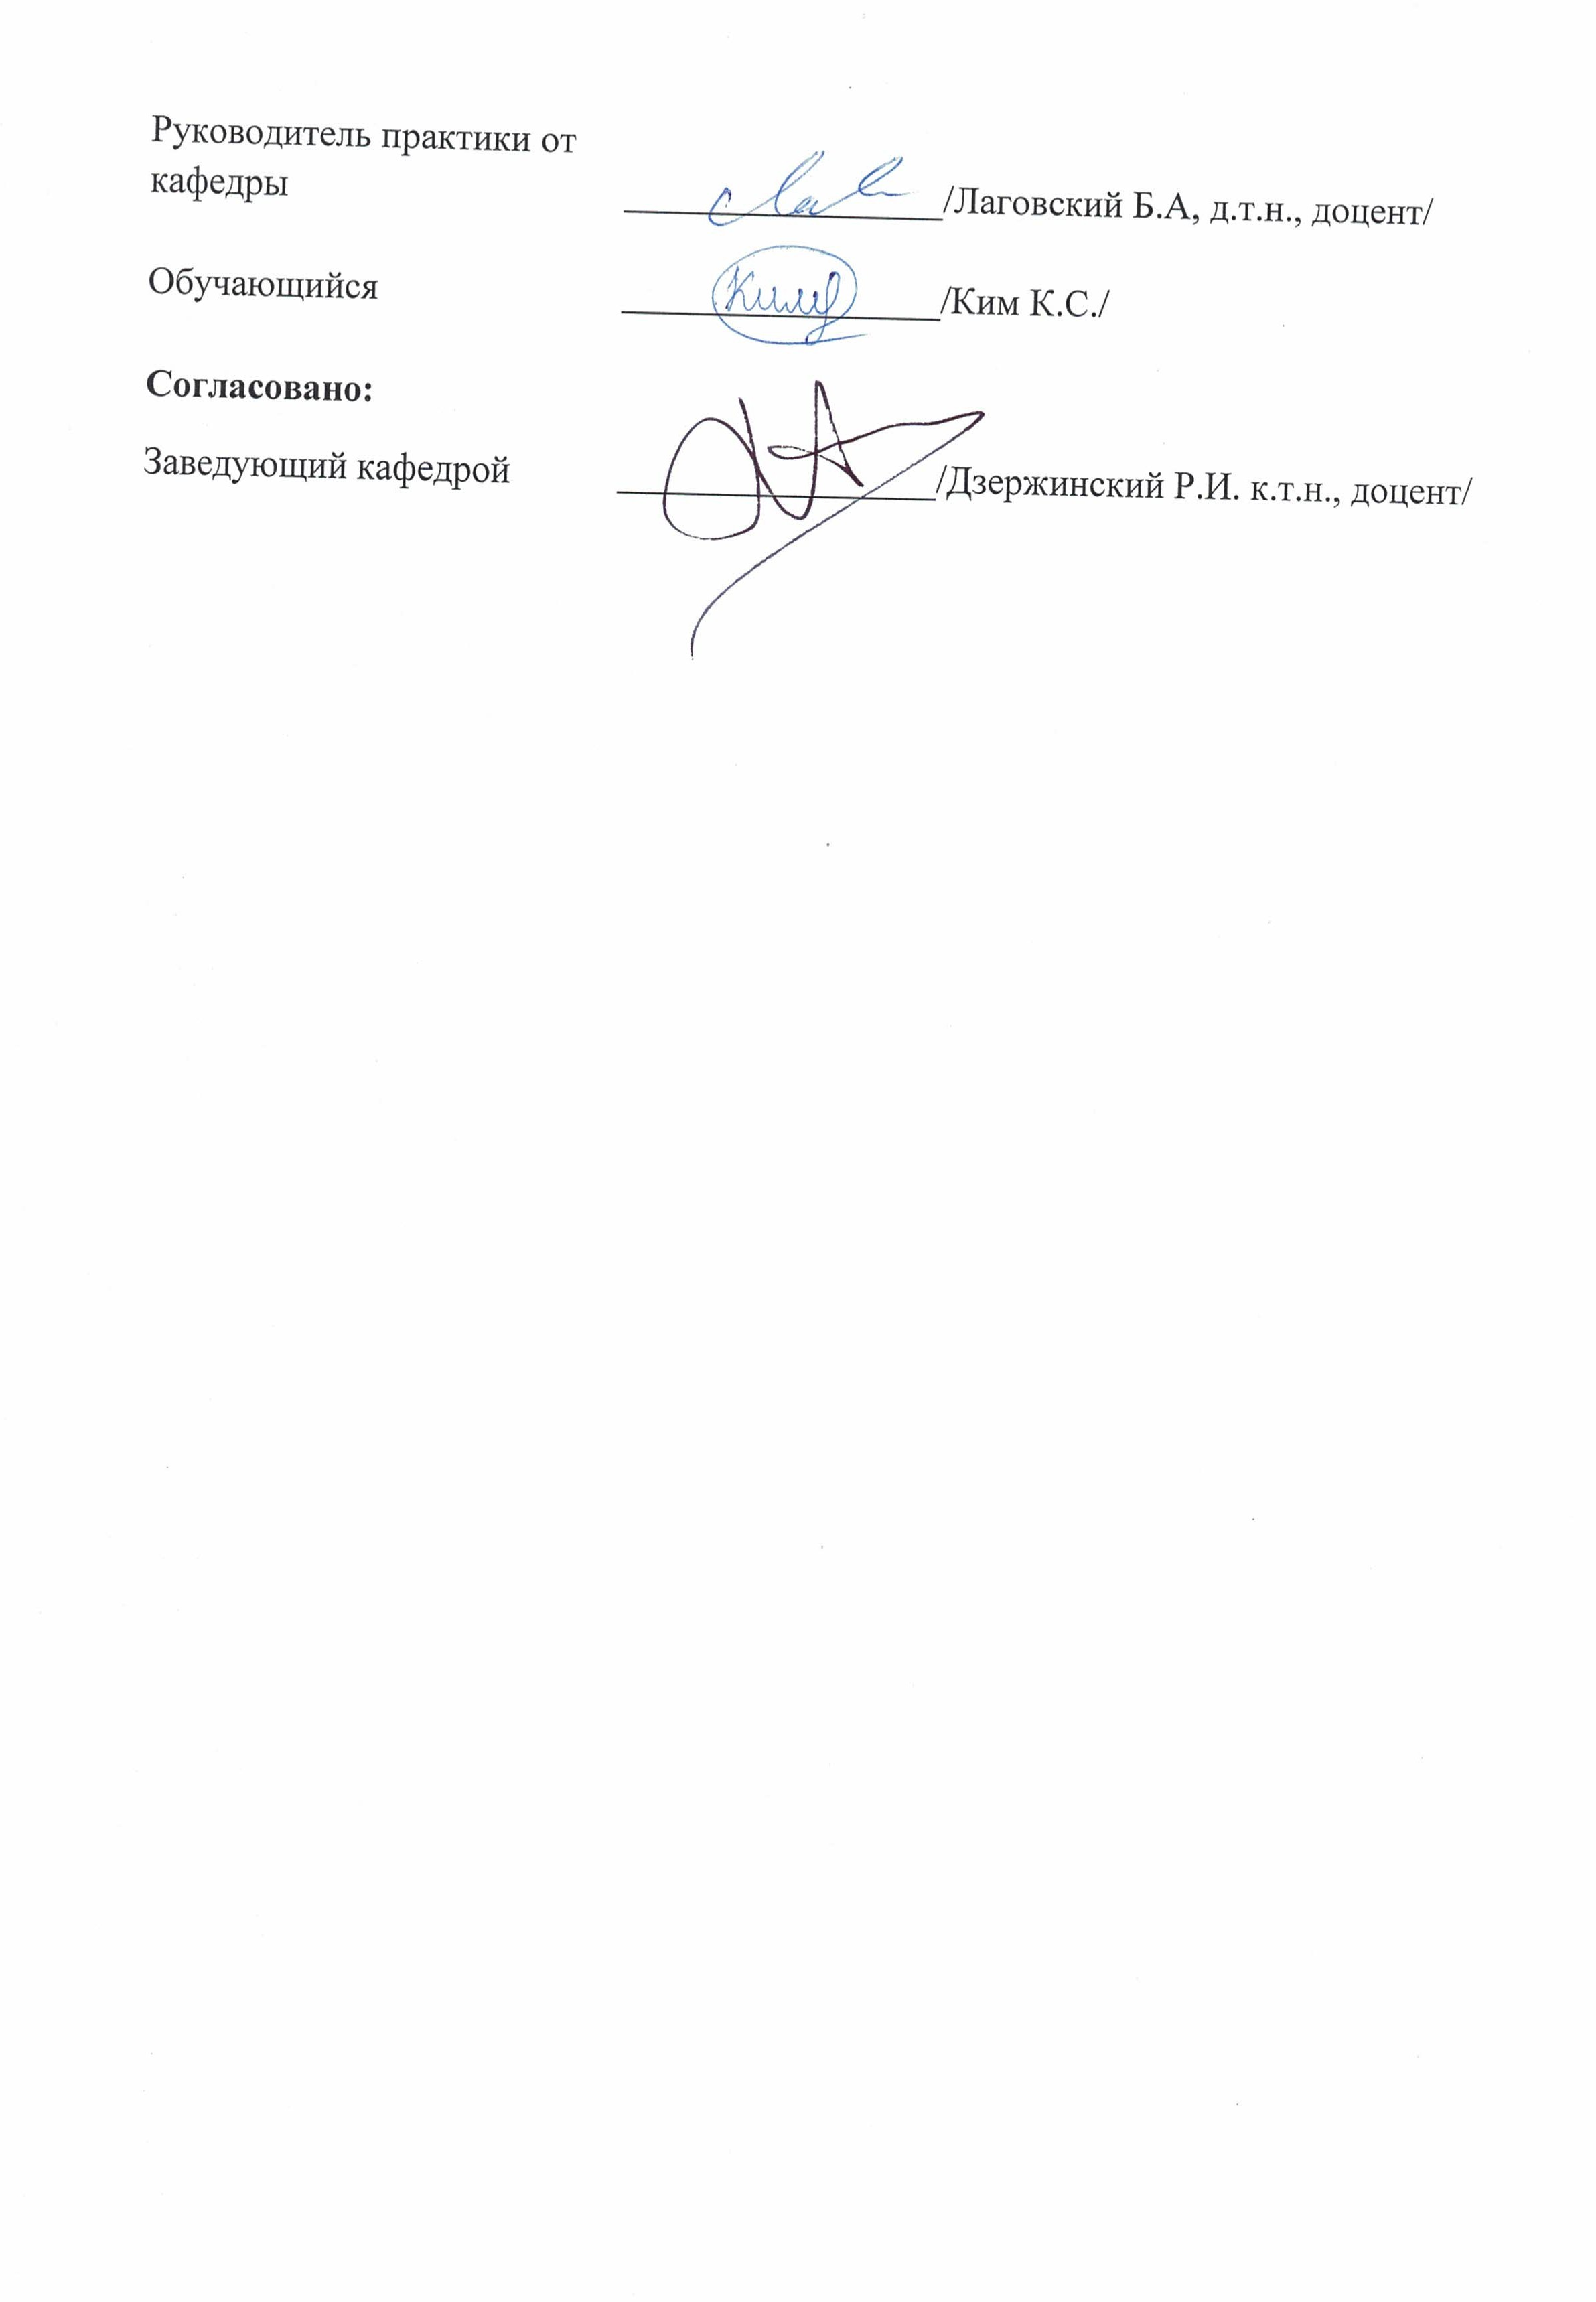 Руководитель практики от
кафедры
/Лаговский Б.А, д.т.н., доцент/
Обучающийся
/Ким К.С./
Согласовано:
Заведующий кафедрой
/Дзержинский Р.И. к.т.н., доцент/